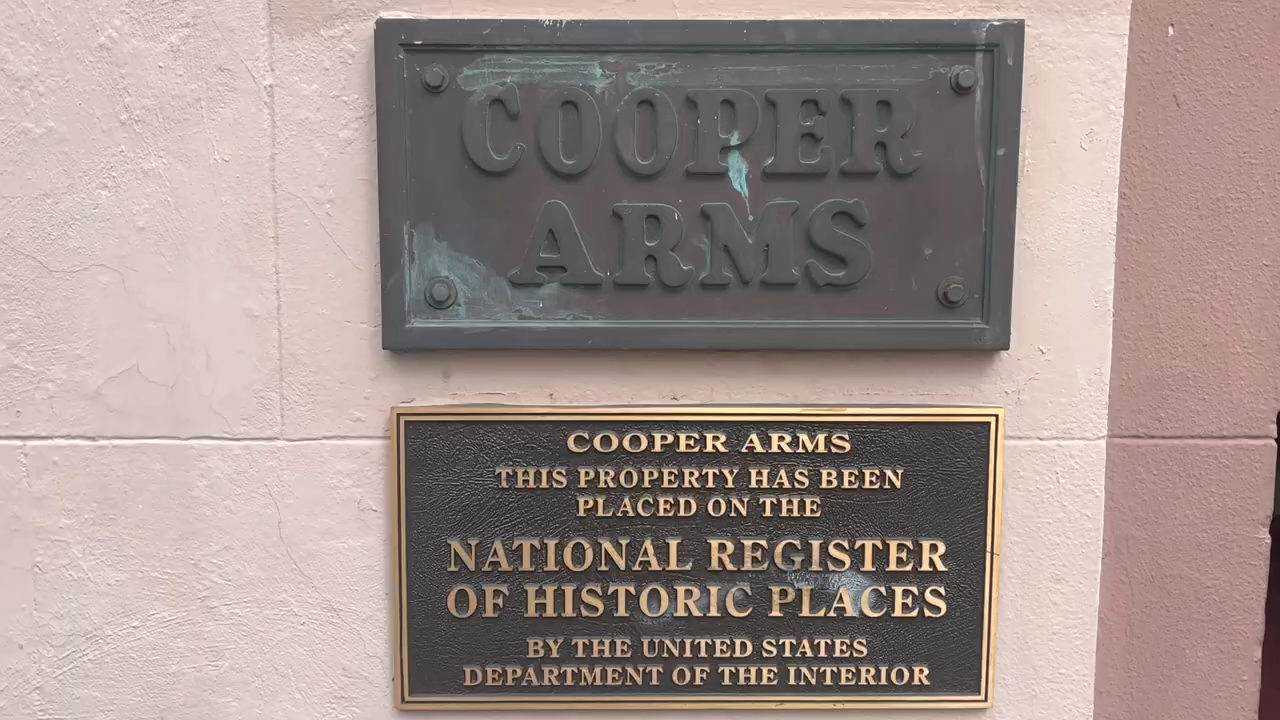 COOPER
ARMS
COOPER ARMS
THIS PROPERTY HAS BEEN
PLACED ON THE
NATIONAL REGISTER
OF HISTORIC PLACES
BY THE UNITED STATES
DEPARTMENT OF THE INTERIOR